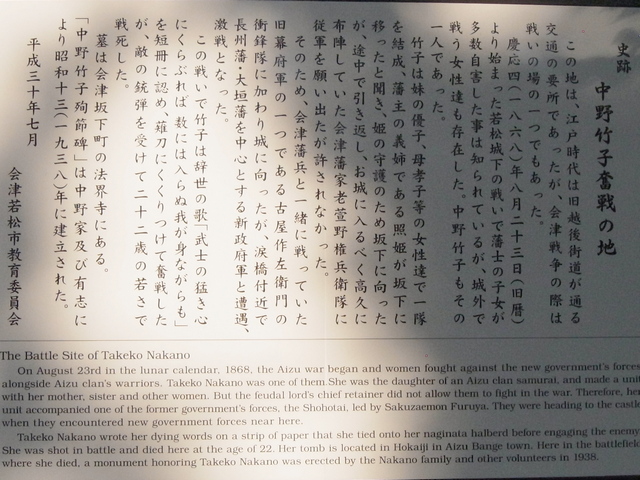 史跡
中野竹子奮戦の地
この地は、江戸時代は旧越後街道が通る
交通の要所であったが、会津戦争の際は
戦いの場の一つでもあった。
慶応四(一八六八)年八月二十三日(旧暦)
より始まった若松城下の戦いで藩士の子女が
多数自害した事は知られているが、城外で
戦う女性達も存在した。中野竹子もその
一人であった。
竹子は妹の優子、母孝子等の女性達で一隊
を結成、藩主の義姉である照姫が坂下に
移ったと聞き、姫の守護のため坂下に向った
が、途中で引き返し、お城に入るべく高久に
布陣していた会津藩家老萱野権兵衛に
従軍を願い出たが許されなかった。
そのため、会津藩兵と一緒に戦っていた
旧幕府軍の一つである古屋作左衛門の
衝鋒隊に加わり城に向ったが、涙橋付近で
長州藩・大垣藩を中心とする新政府軍と遭遇、
激戦となった。
この戦いで竹子は辞世の歌「武士の猛き心
にくらぶれば数には入らぬ我が身ながらも」
を短冊に認め、薙刀にくくりつけて奮戦した
が、敵の銃弾を受けて二十二歳の若さで
戦死した。
墓は会津坂下町の法界寺にある。
「中野竹子殉節碑」は中野家及び有志に
より昭和十三(一九三八)年に建立された。
平成三十年七月
会津若松市教育委員会
The Battle Site of Takeko Nakano
On August 23rd in the lunar calendar, 1868, the Aizu war began and women fought against the new government's forces
alongside Aizu clan's warriors. Takeko Nakano was one of them.She was the daughter of an Aizu clan samurai, and made a unit
with her mother, sister and other women. But the feudal lord's chief retainer did not allow them to fight in the war. Therefore, her
unit accompanied one of the former government's forces, the Shohotai, led by Sakuzaemon Furuya. They were heading to the castle
when they encountered new government forces near here.
Takeko Nakano wrote her dying words on a strip of paper that she tied onto her naginata halberd before engaging the enemy.
She was shot in battle and died here at the age of 22. Her tomb is located in Hokaiji in Aizu Bange town. Here in the battlefield
where she died, a monument honoring Takeko Nakano was erected by the Nakano family and other volunteers in 1938.